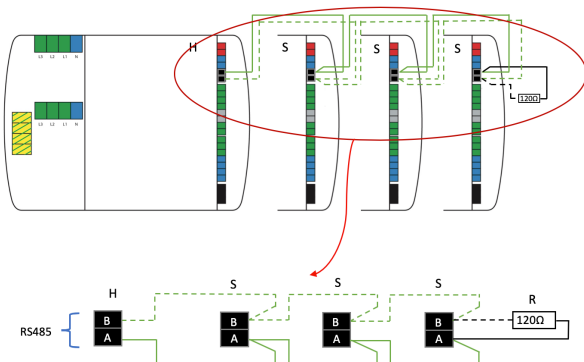 H S S S
L3 L2 L1 N
L3 L2 L1 N
120Ω
H S S S R
B B B B 120Ω
RS485
A A A A